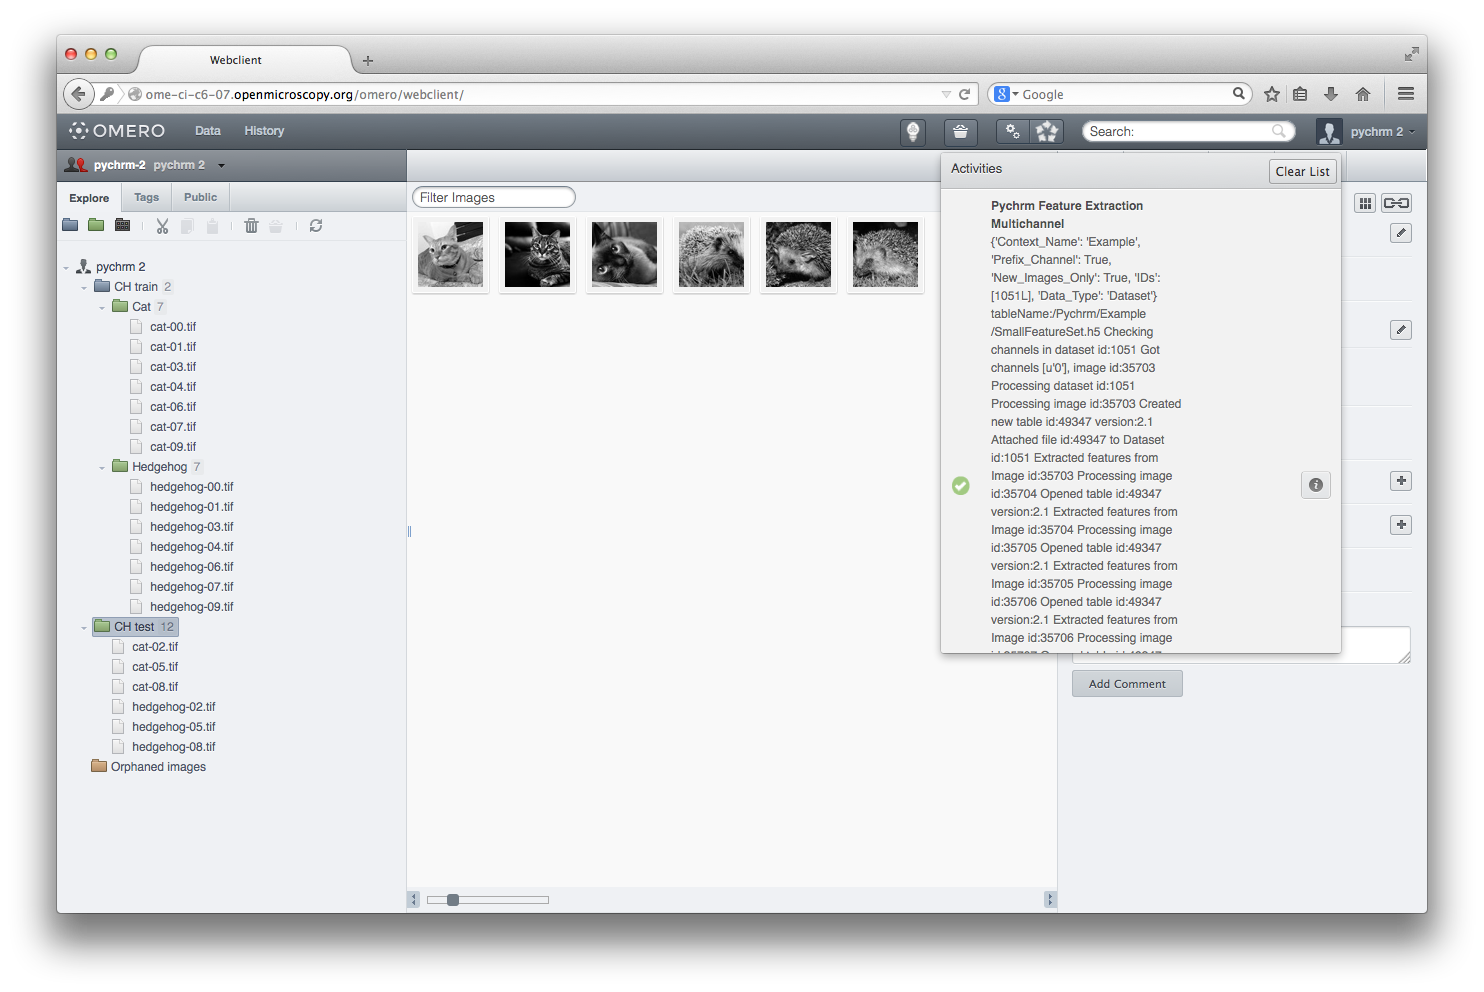 Webclient
ome-ci-c6-07.openmicroscopy.org/omero/webclient/
Google
OMERO
Data
History
Search:
pychrm 2
pychrm-2 pychrm 2
Explore
Tags
Public
pychrm 2
CH train 2
Cat 7
cat-00.tif
cat-01.tif
cat-03.tif
cat-04.tif
cat-06.tif
cat-07.tif
cat-09.tif
Hedgehog 7
hedgehog-00.tif
hedgehog-01.tif
hedgehog-03.tif
hedgehog-04.tif
hedgehog-06.tif
hedgehog-07.tif
hedgehog-09.tif
CH test 12
cat-02.tif
cat-05.tif
cat-08.tif
hedgehog-02.tif
hedgehog-05.tif
hedgehog-08.tif
Orphaned images
Filter Images
Activities
Clear List
Pychrm Feature Extraction
Multichannel
{'Context_Name': 'Example',
'Prefix_Channel': True,
'New_Images_Only': True, 'IDs':
[1051L], 'Data_Type': 'Dataset'}
tableName:/Pychrm/Example
/SmallFeatureSet.h5 Checking
channels in dataset id:1051 Got
channels [u'0'], image id:35703
Processing dataset id:1051
Processing image id:35703 Created
new table id:49347 version:2.1
Attached file id:49347 to Dataset
id:1051 Extracted features from
Image id:35703 Processing image
id:35704 Opened table id:49347
version:2.1 Extracted features from
Image id:35704 Processing image
id:35705 Opened table id:49347
version:2.1 Extracted features from
Image id:35705 Processing image
id:35706 Opened table id:49347
version:2.1 Extracted features from
Image id:35706 Processing image
id:35707 Opened table id:49347
Add Comment